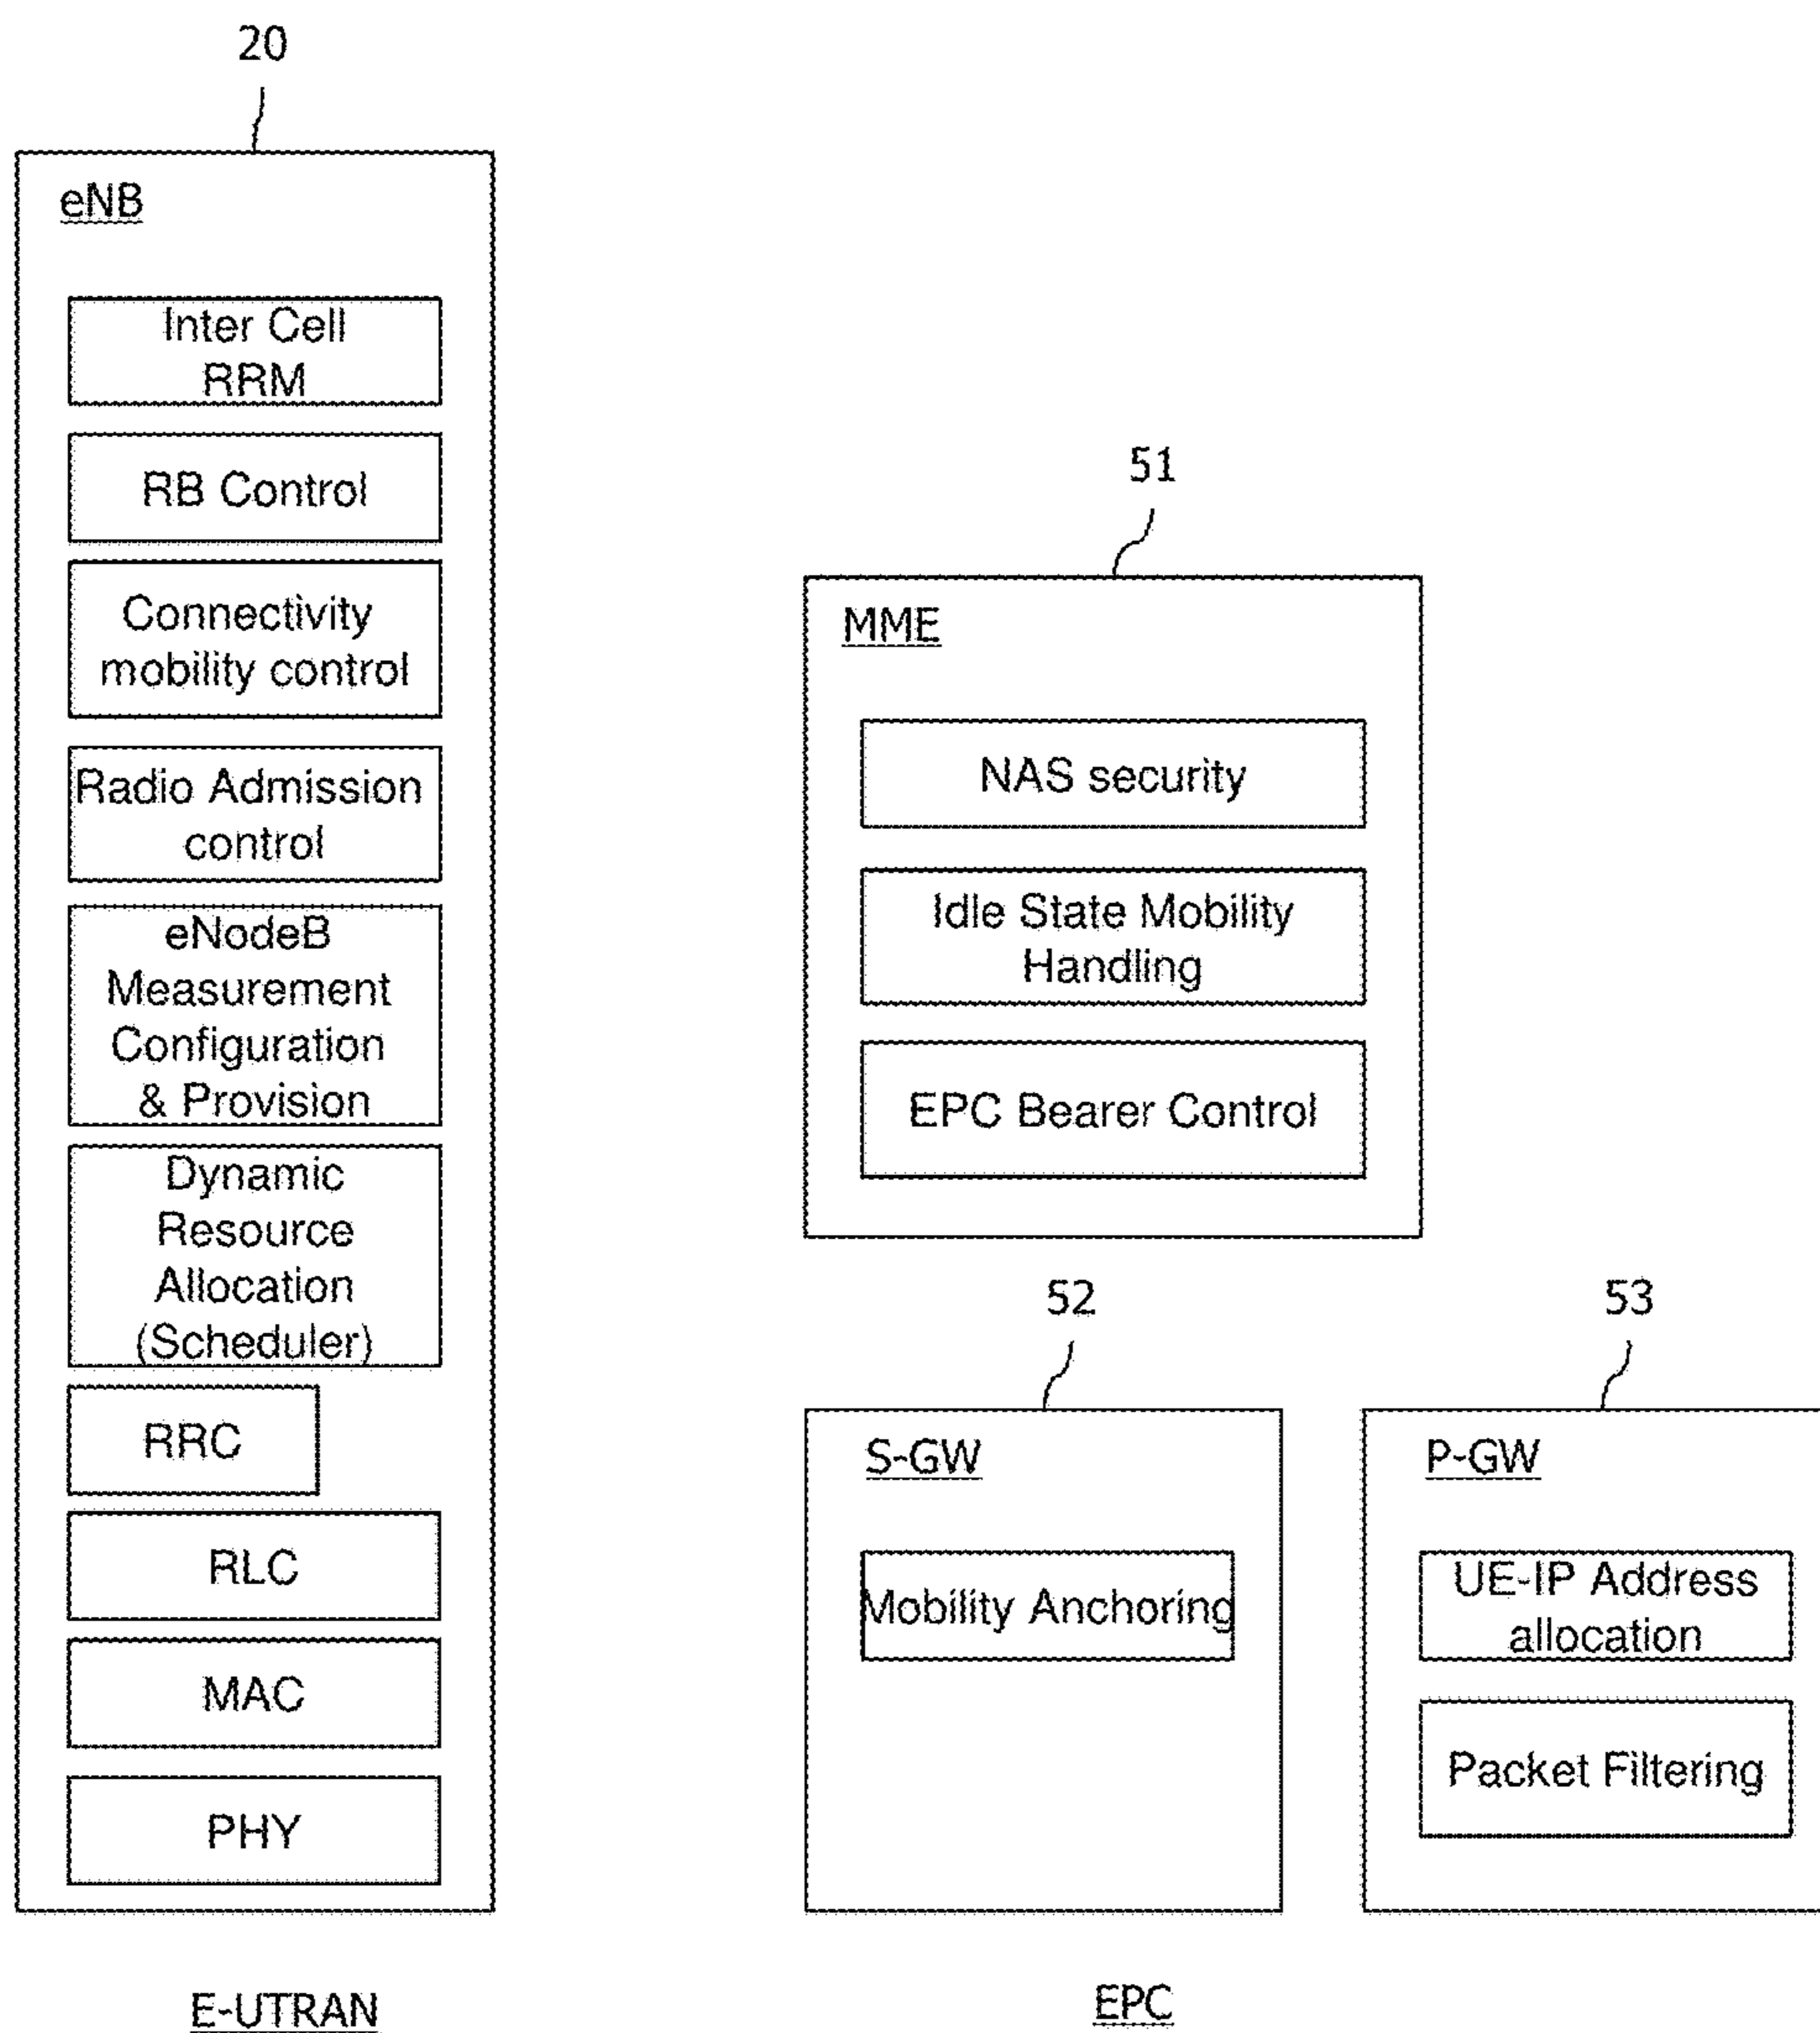 20
eNB
Inter Cell
RRM
RB Control
Connectivity
mobility control
Radio Admission
control
eNodeB
Measurement
Configuration
& Provision
Dynamic
Resource
Allocation
(Scheduler)
RRC
RLC
MAC
PHY
E-UTRAN
51
MME
NAS security
Idle State Mobility
Handling
EPC Bearer Control
52
S-GW
Mobility Anchoring
53
P-GW
UE-IP Address
allocation
Packet Filtering
EPC